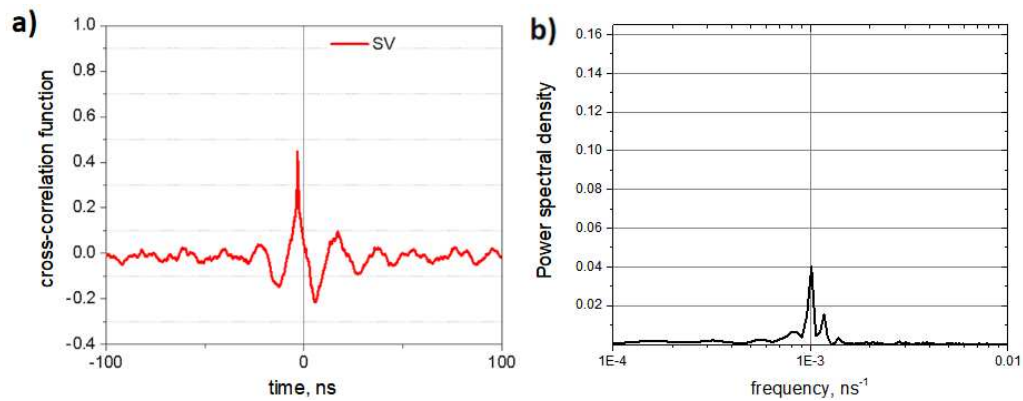 a)
SV
cross-correlation function
1.0
0.8
0.6
0.4
0.2
0.0
-0.2
-0.4
-100
0
100
time, ns
b)
Power spectral density
0.16
0.14
0.12
0.10
0.08
0.06
0.04
0.02
1E-4
1E-3
0.01
frequency, ns⁻¹